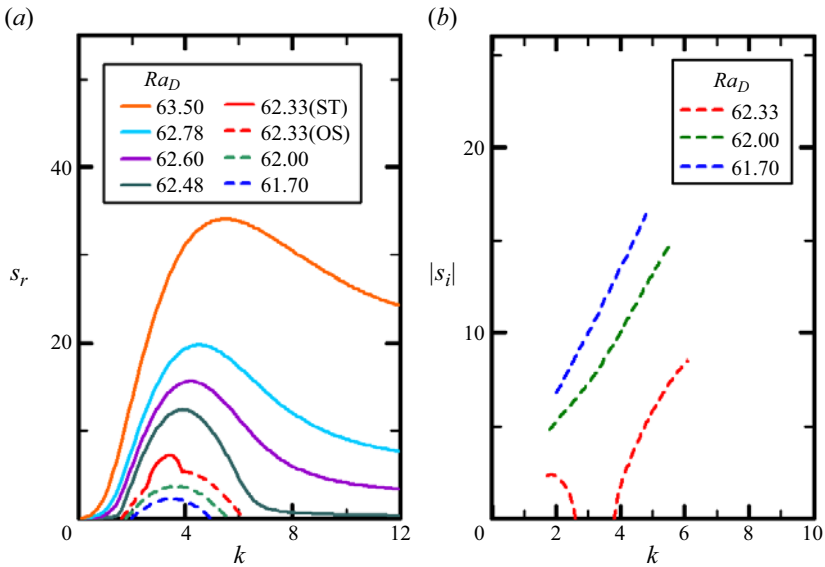 (a)
Ra_D
63.50 62.33(ST)
62.78 62.33(OS)
62.60 62.00
62.48 61.70
s_r
40
20
0
0 4 8 12
k
(b)
Ra_D
62.33
62.00
61.70
|s_i|
20
10
0
2 4 6 8 10
k